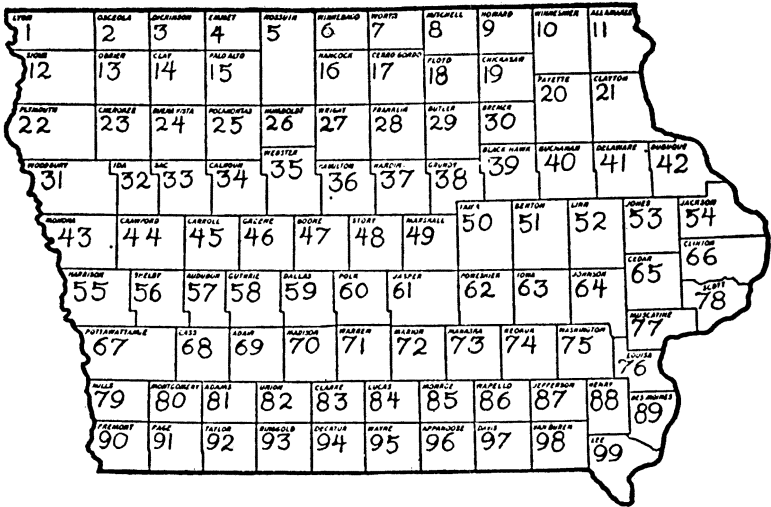 LYON OSCEOLA DICKINSON EMMET KOSSUTH WINNEBAGO WORTH MITCHELL HOWARD WINNESHIEK ALLAMAKEE
1 2 3 4 5 6 7 8 9 10 11
SIOUX OBRIEN CLAY PALO ALTO HANCOCK CERRO GORDO FLOYD CHICKASAW
12 13 14 15 16 17 18 19
FAYETTE CLAYTON
20 21
PLYMOUTH CHEROKEE BUENA VISTA POCAHONTAS HUMBOLDT WRIGHT FRANKLIN BUTLER BREMER
22 23 24 25 26 27 28 29 30
WOODBURY IDA SAC CALHOUN WEBSTER HAMILTON HARDIN GRUNDY BLACK HAWK BUCHANAN DELAWARE DUBUQUE
31 32 33 34 35 36 37 38 39 40 41 42
MONONA CRAWFORD CARROLL GREENE BOONE STORY MARSHALL TAMA BENTON LINN JONES JACKSON
43 44 45 46 47 48 49 50 51 52 53 54
HARRISON SHELBY AUDUBON GUTHRIE DALLAS POLK JASPER POWESHIEK IOWA JOHNSON CEDAR CLINTON
55 56 57 58 59 60 61 62 63 64 65 66
POTTAWATTAMIE CASS ADAIR MADISON WARREN MARION MAHASKA KEOKUK WASHINGTON LOUISA MUSCATINE SCOTT
67 68 69 70 71 72 73 74 75 76 77 78
MILLS MONTGOMERY ADAMS UNION CLARKE LUCAS MONROE WAPELLO JEFFERSON HENRY DES MOINES
79 80 81 82 83 84 85 86 87 88 89
FREMONT PAGE TAYLOR RINGGOLD DECATUR WAYNE APPANOOSE DAVIS VAN BUREN LEE
90 91 92 93 94 95 96 97 98 99